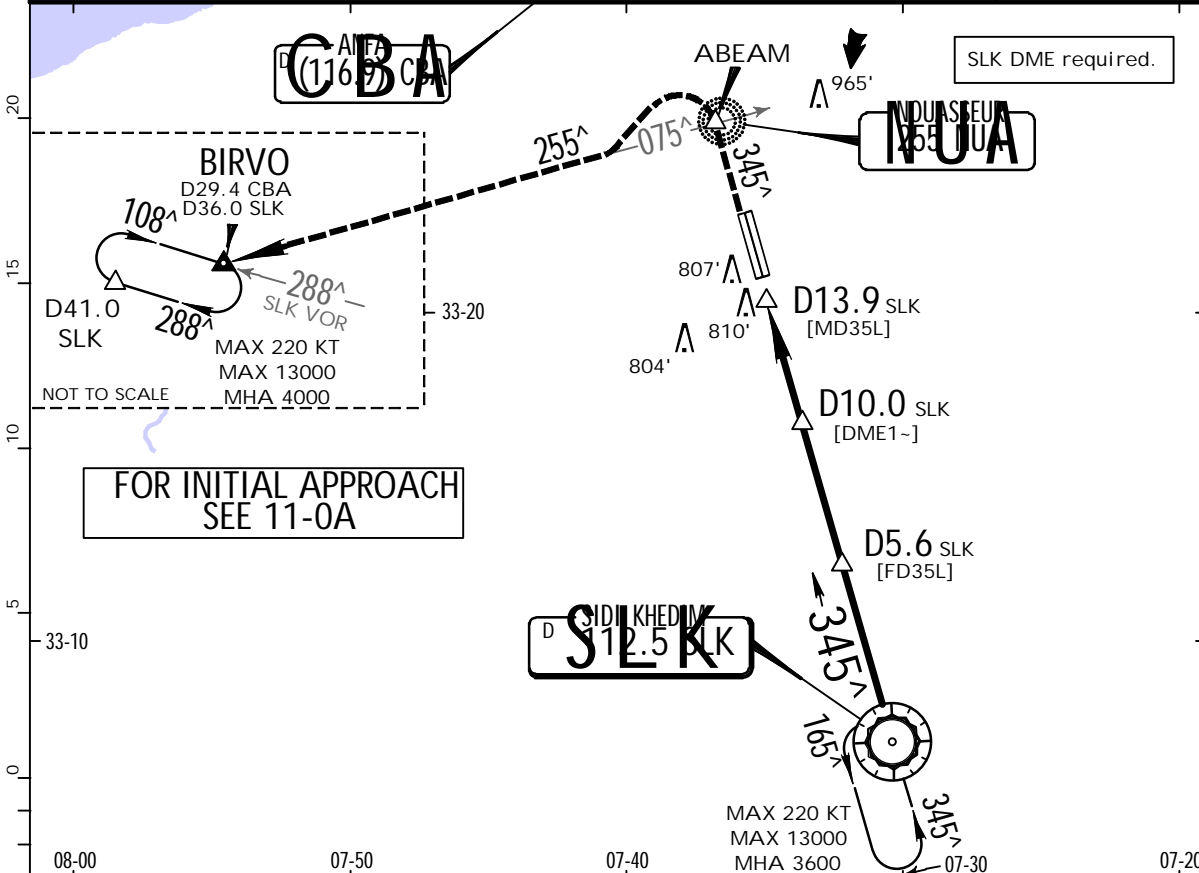 ANFA
D (116.9) CBA
CBA
ABEAM
965'
SLK DME required.
NOUASSEUR
255 NUA
NUA
20
255^
075^
345^
BIRVO
D29.4 CBA
D36.0 SLK
108^
288^
SLK VOR
D41.0
SLK
288^
MAX 220 KT
MAX 13000
MHA 4000
NOT TO SCALE
33-20
15
807'
810'
804'
D13.9 SLK
[MD35L]
D10.0 SLK
[DME1~]
10
FOR INITIAL APPROACH
SEE 11-0A
D5.6 SLK
[FD35L]
5
33-10
SIDI KHEDIM
D 112.5 SLK
SLK
345^
165^
345^
0
MAX 220 KT
MAX 13000
MHA 3600
08-00
07-50
07-40
07-30
07-20